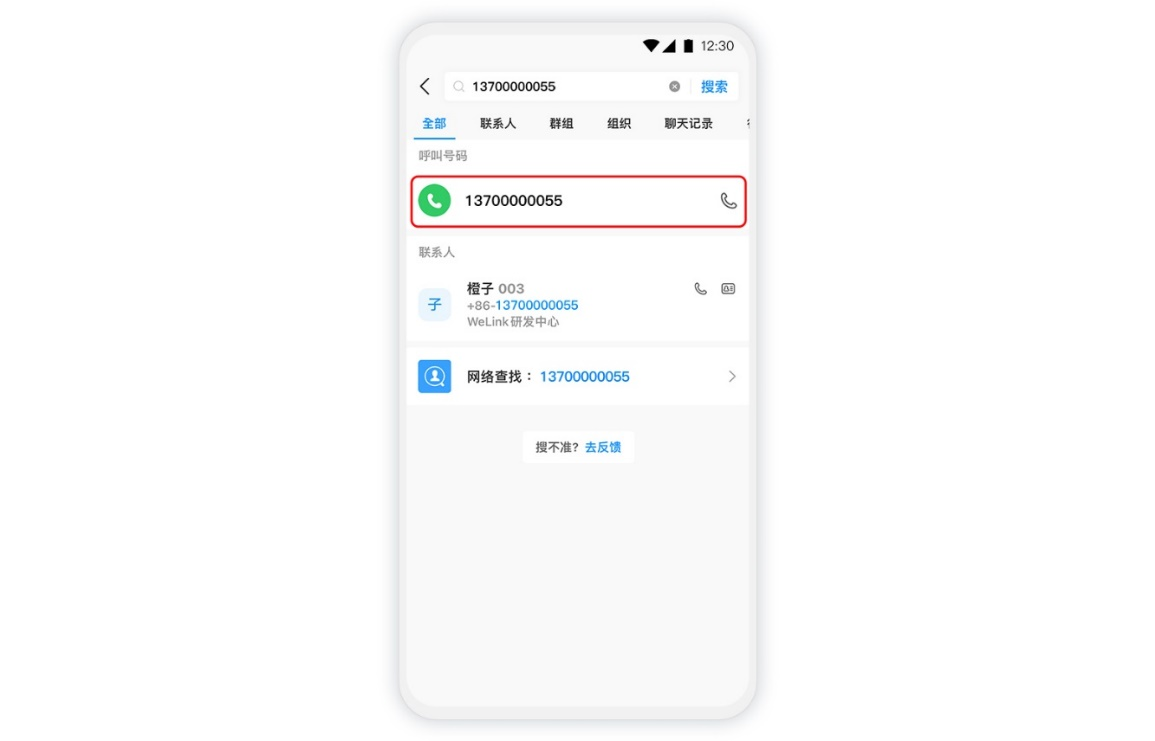 12:30
13700000055 搜索
全部 联系人 群组 组织 聊天记录
呼叫号码
13700000055
联系人
子
橙子 003
+86-13700000055
WeLink研发中心
网络查找： 13700000055
搜不准? 去反馈